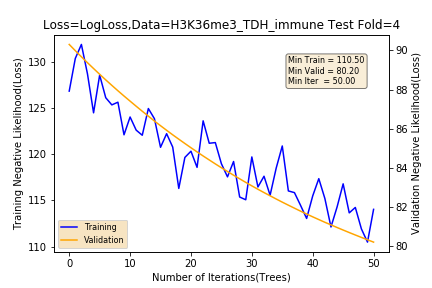 Loss=LogLoss,Data=H3K36me3_TDH_immune Test Fold=4
Training Negative Likelihood(Loss)
130
125
120
115
110
Min Train = 110.50
Min Valid = 80.20
Min Iter = 50.00
Training
Validation
90
88
86
84
82
80
Validation Negative Likelihood(Loss)
0
10
20
30
40
50
Number of Iterations(Trees)